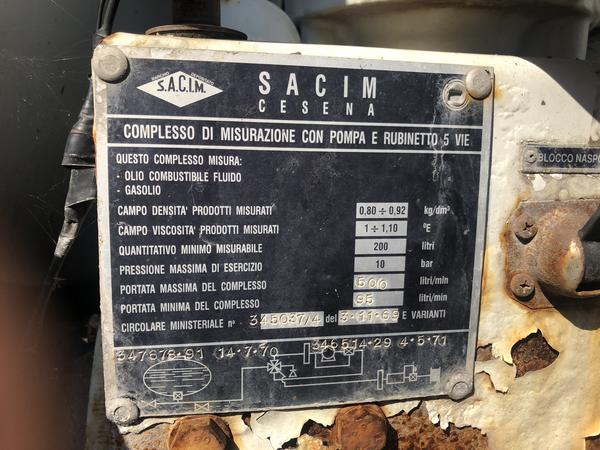 S.A.C.I.M.
SACIM
CESENA
COMPLESSO DI MISURAZIONE CON POMPA E RUBINETTO 5 VIE
QUESTO COMPLESSO MISURA:
- OLIO COMBUSTIBILE FLUIDO
- GASOLIO
CAMPO DENSITA' PRODOTTI MISURATI 0,80 ÷ 0,92 kg/dm³
CAMPO VISCOSITA' PRODOTTI MISURATI 1 ÷ 1,10 °E
QUANTITATIVO MINIMO MISURABILE 200 litri
PRESSIONE MASSIMA DI ESERCIZIO 10 bar
PORTATA MASSIMA DEL COMPLESSO 500 litri/min
PORTATA MINIMA DEL COMPLESSO 95 litri/min
CIRCOLARE MINISTERIALE n° 345037/4 del 3·11·69 E VARIANTI
347678·91 14·7·70 346514·29 4·5·71
BLOCCO NASPO